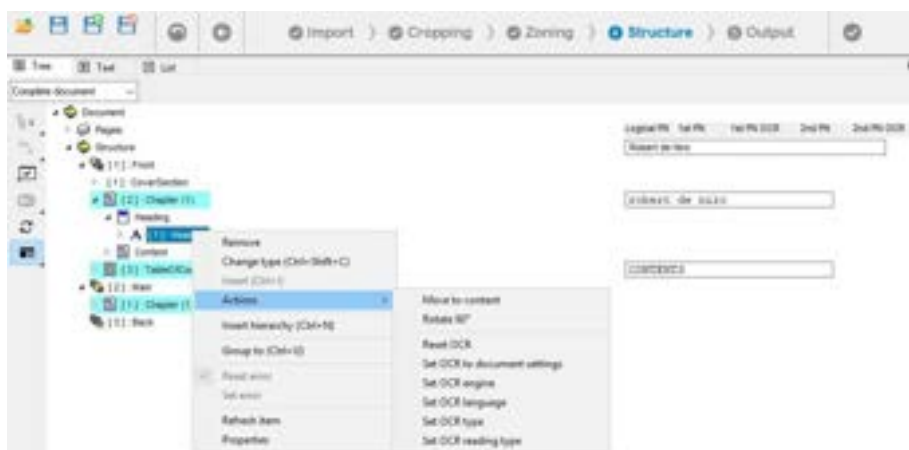 Import Cropping Zoning Structure Output
Tree Text List
Complete document
Document
Pages
Structure
Logical PN 1st PN 1st PN OCR 2nd PN 2nd PN OCR
Robert de Niro
[1] Front
[1] CoverSection
[2] Chapter (1)
robert de niro
Heading
A [1]
Content
[3] TableOfCo
CONTENTS
[2] Main
[1] Chapter (1
[3] Back
Remove
Change type (Ctrl+Shift+C)
Insert (Ctrl+I)
Actions
Insert hierarchy (Ctrl+N)
Group to (Ctrl+U)
Reset error
Set error
Refresh item
Properties
Move to content
Rotate 90°
Reset OCR
Set OCR to document settings
Set OCR engine
Set OCR language
Set OCR type
Set OCR reading type